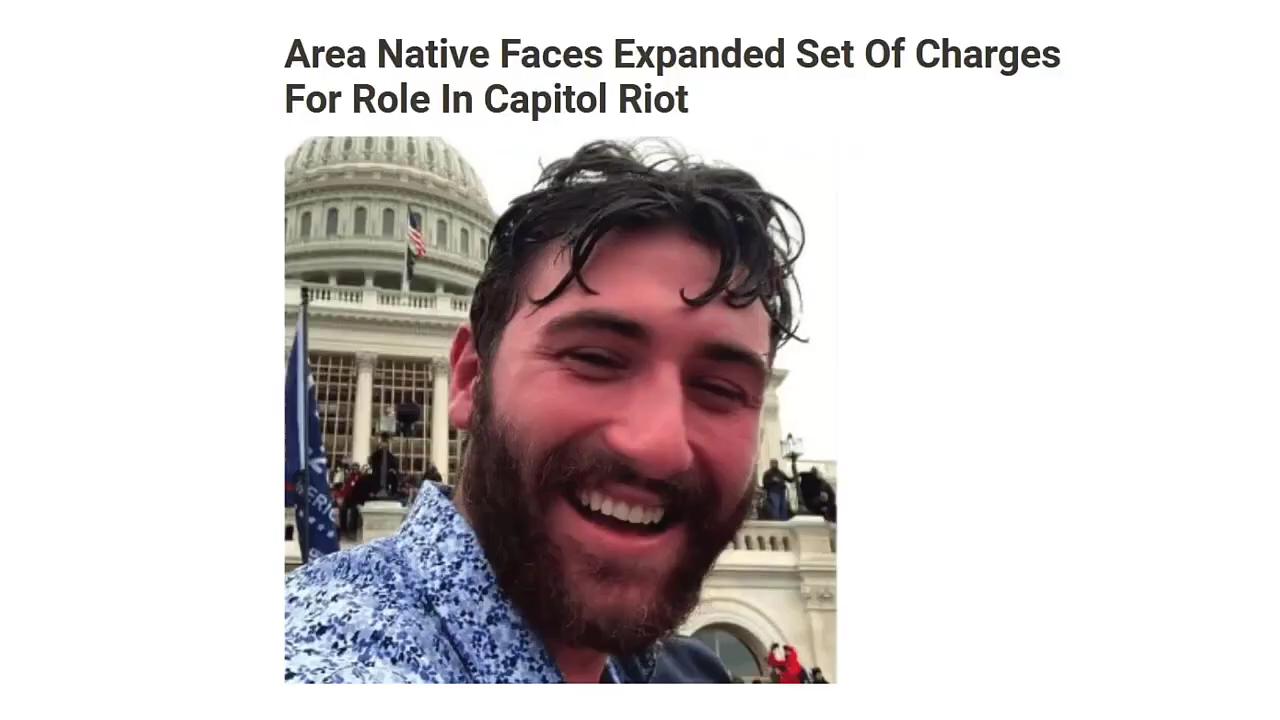 Area Native Faces Expanded Set Of Charges
For Role In Capitol Riot